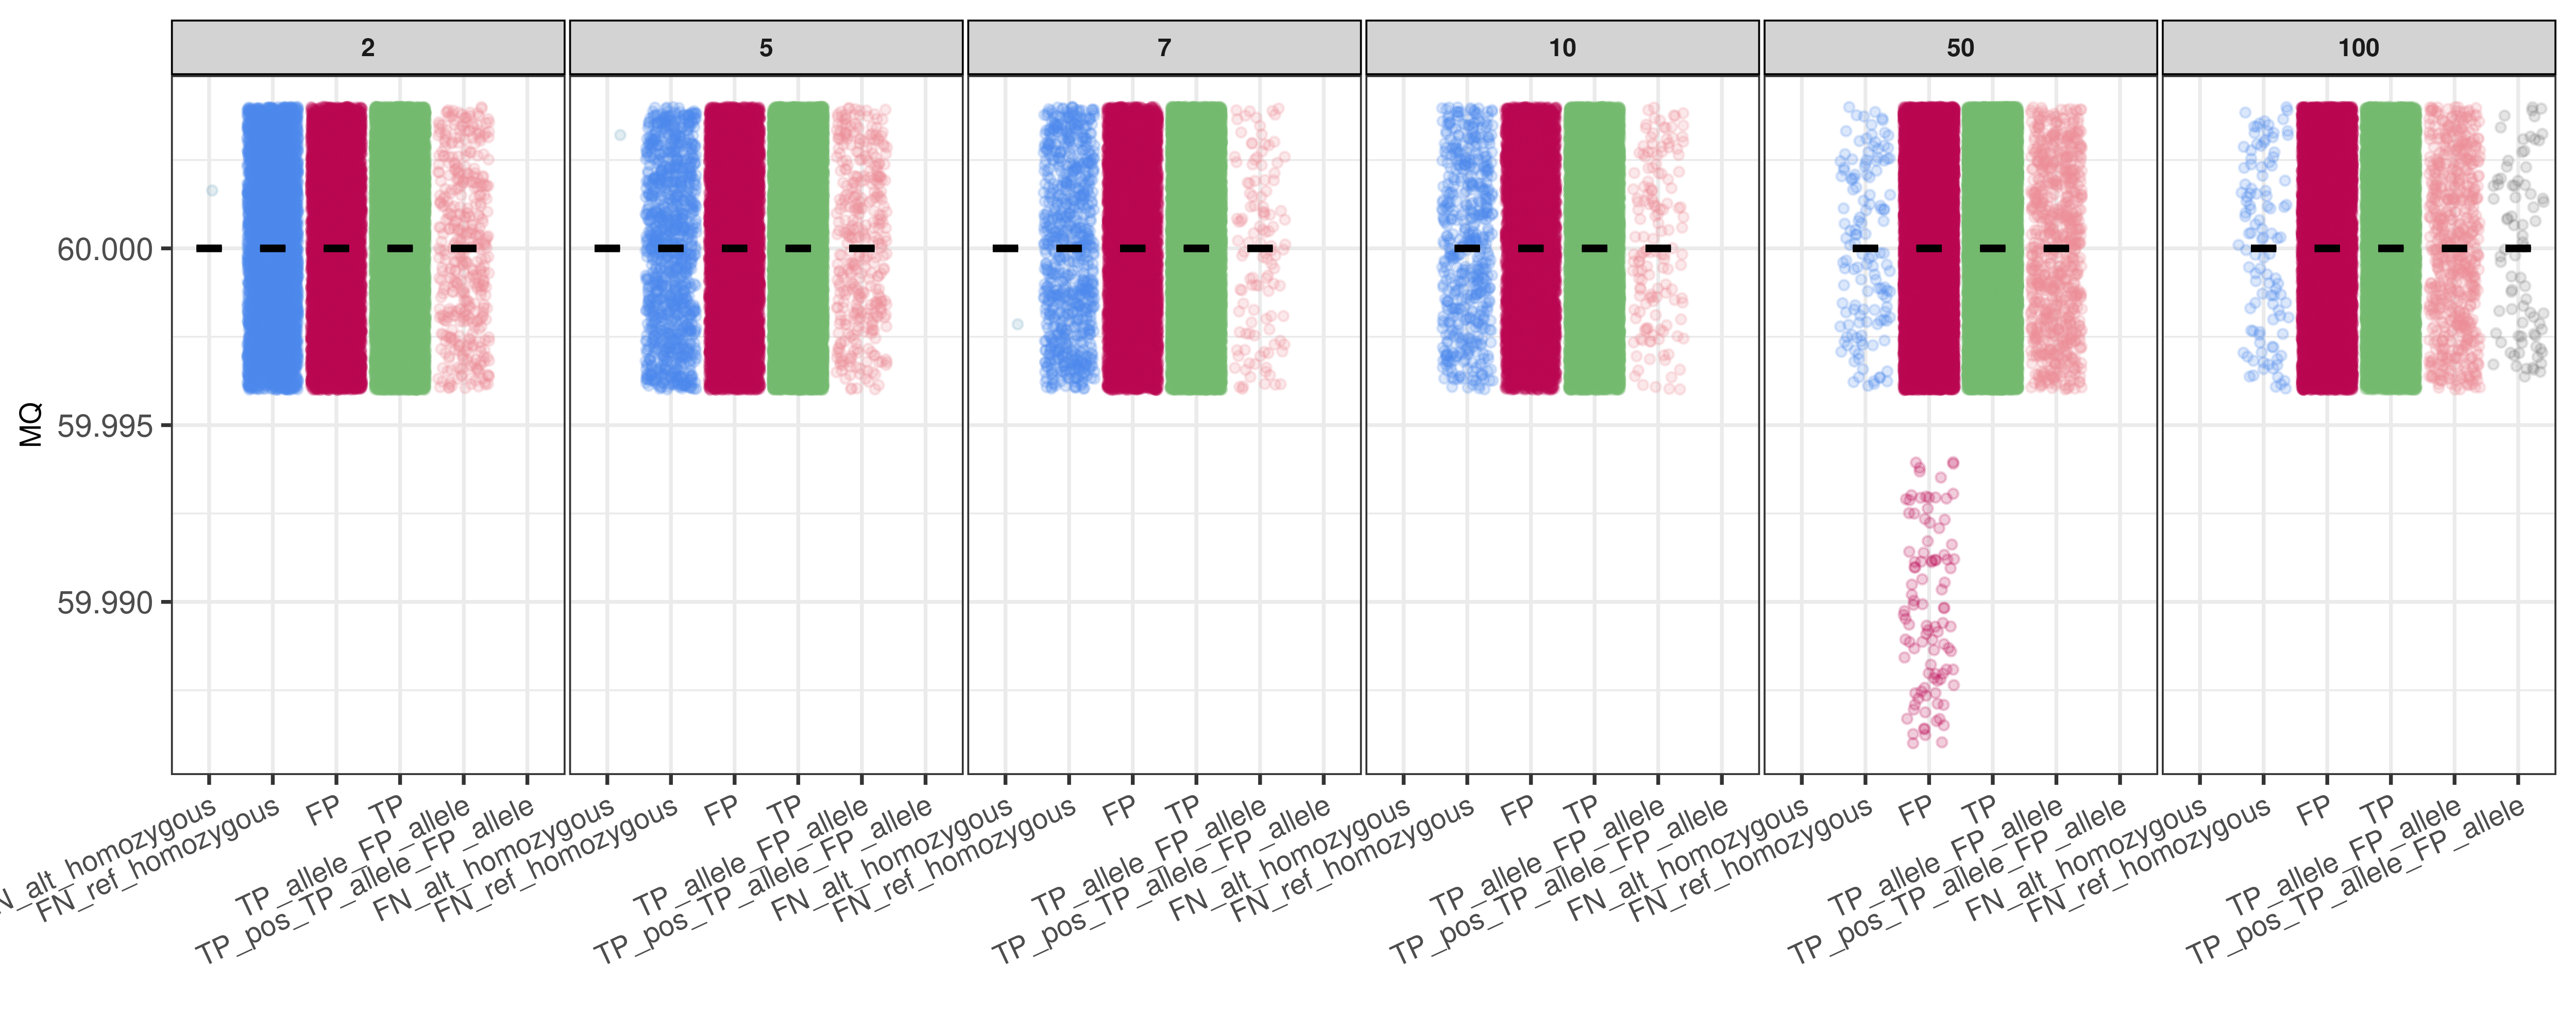 2 5 7 10 50 100
MQ
60.000
59.995
59.990
N_alt_homozygous FN_ref_homozygous FP TP TP_allele_FP_allele TP_pos_TP_allele_FP_allele
FN_alt_homozygous FN_ref_homozygous FP TP TP_allele_FP_allele TP_pos_TP_allele_FP_allele
FN_alt_homozygous FN_ref_homozygous FP TP TP_allele_FP_allele TP_pos_TP_allele_FP_allele
FN_alt_homozygous FN_ref_homozygous FP TP TP_allele_FP_allele TP_pos_TP_allele_FP_allele
FN_alt_homozygous FN_ref_homozygous FP TP TP_allele_FP_allele TP_pos_TP_allele_FP_allele
FN_alt_homozygous FN_ref_homozygous FP TP TP_allele_FP_allele TP_pos_TP_allele_FP_allele